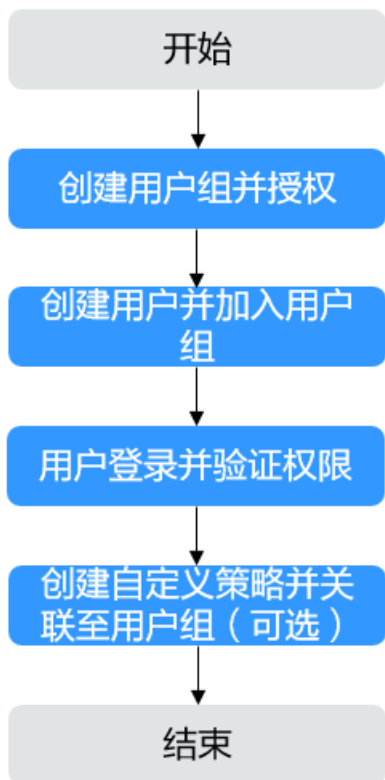 开始
创建用户组并授权
创建用户并加入用户
组
用户登录并验证权限
创建自定义策略并关
联至用户组（可选）
结束